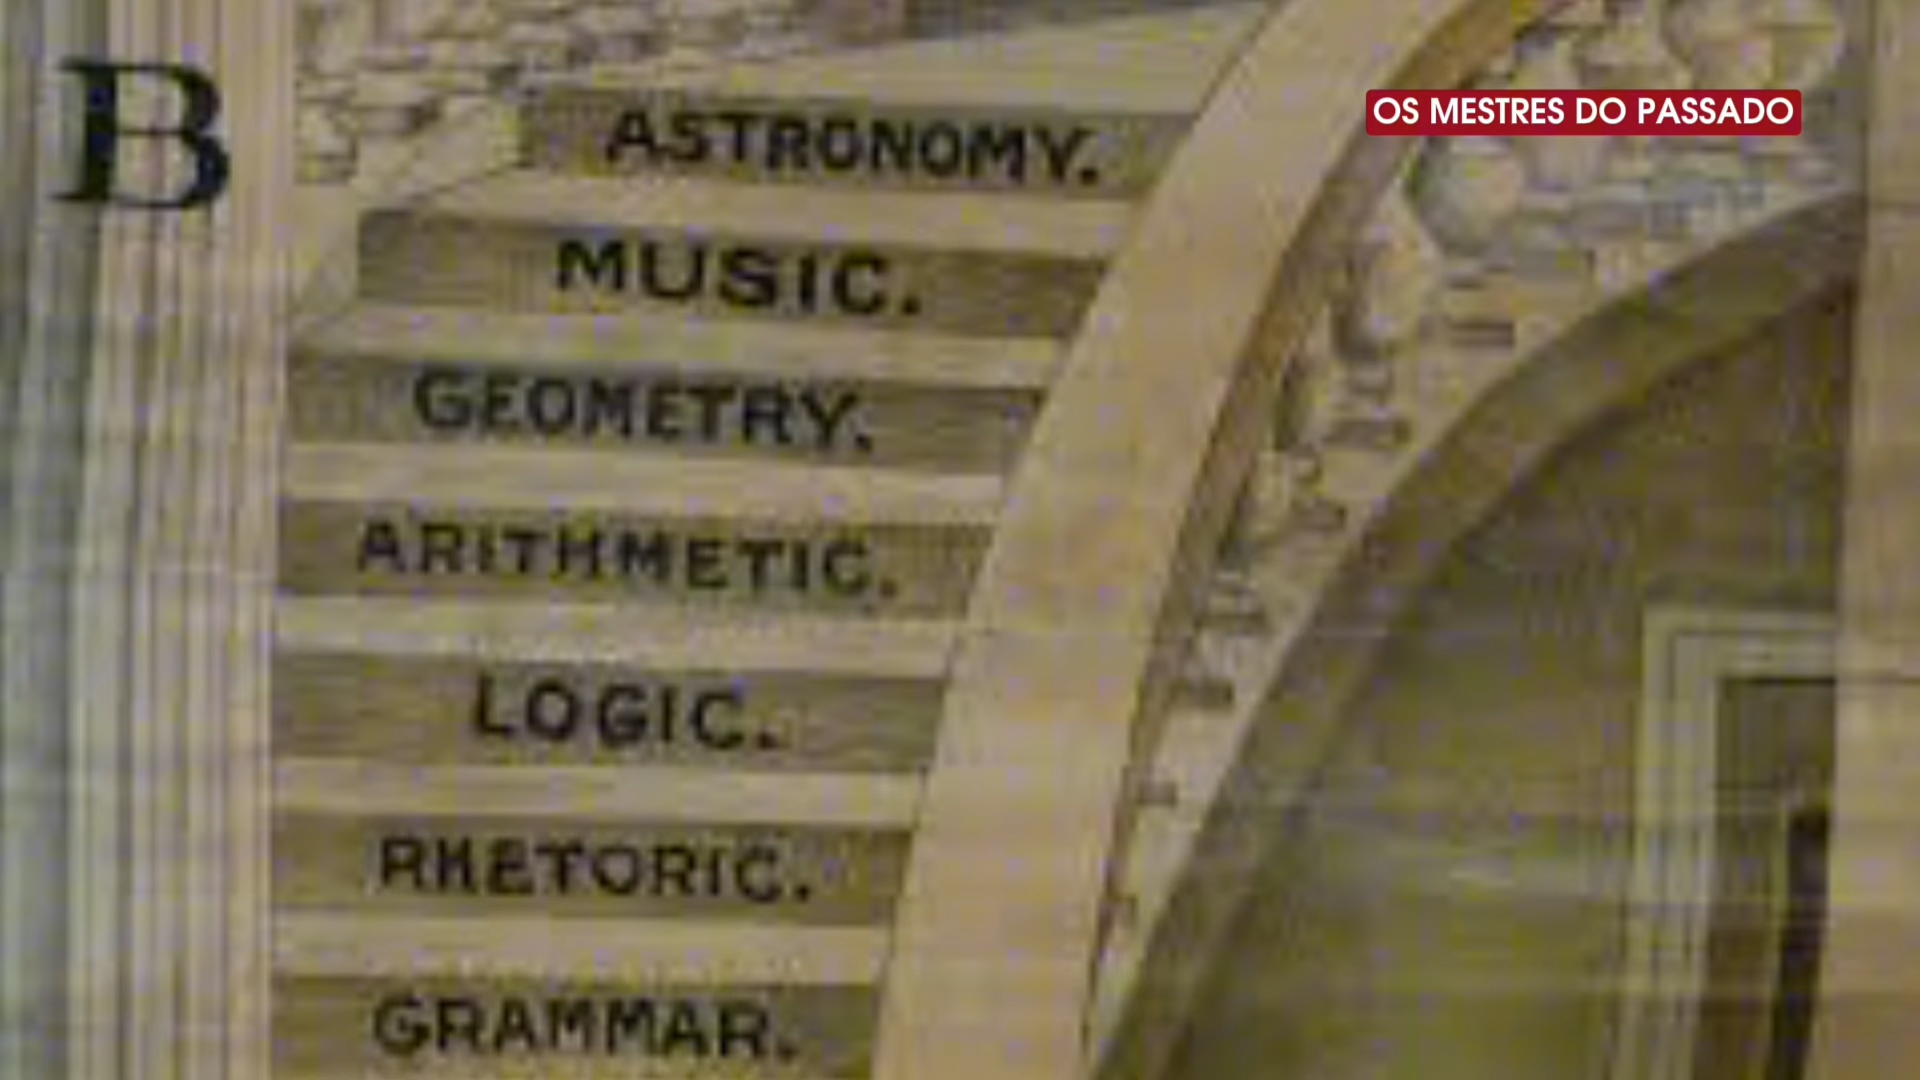 B
OS MESTRES DO PASSADO
ASTRONOMY.
MUSIC.
GEOMETRY.
ARITHMETIC.
LOGIC.
RHETORIC.
GRAMMAR.